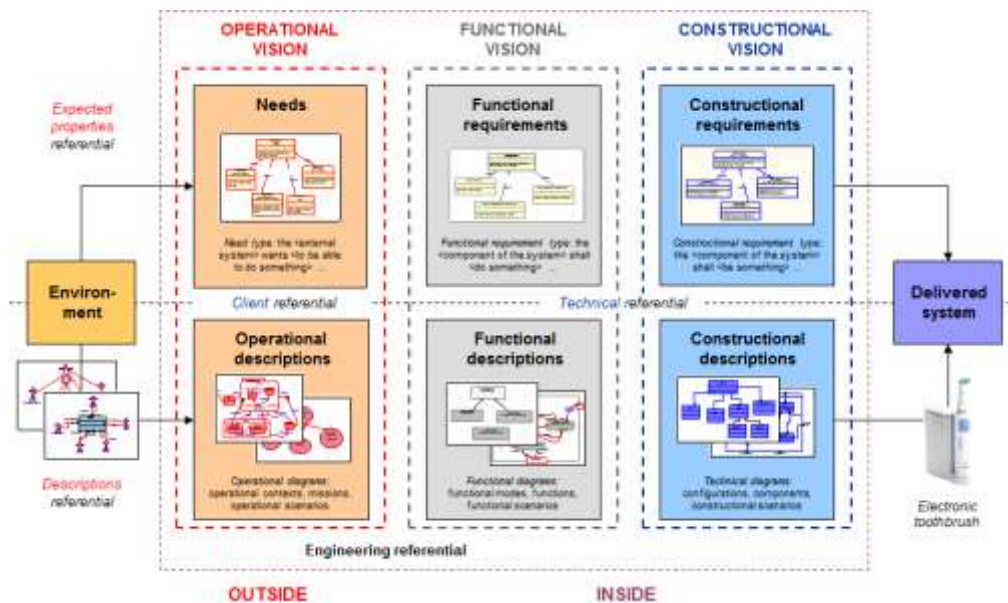 OPERATIONAL
VISION
FUNCTIONAL
VISION
CONSTRUCTIONAL
VISION
Expected
properties
referential
Needs
Need type: the <external
system> wants <to be able
to do something> ...
Functional
requirements
Functional requirement type: the
<component of the system> shall
<do something> ...
Constructional
requirements
Constructional requirement type:
the <component of the system>
shall <be something> ...
Environ-
ment
Client referential
Technical referential
Delivered
system
Operational
descriptions
Operational diagrams:
operational contexts, missions,
operational scenarios
Functional
descriptions
Functional diagrams:
functional modes, functions,
functional scenarios
Constructional
descriptions
Technical diagrams:
configurations, components,
constructional scenarios
Descriptions
referential
Electronic
toothbrush
Engineering referential
OUTSIDE
INSIDE